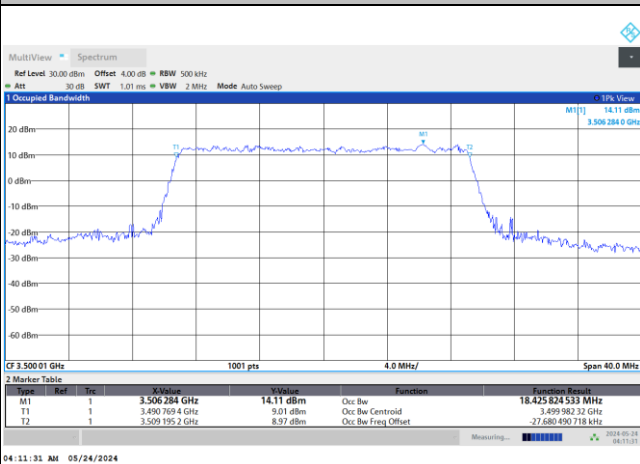 MultiView Spectrum
Ref Level 30.00 dBm Offset 4.00 dB RBW 500 kHz
Att 30 dB SWT 1.01 ms VBW 2 MHz Mode Auto Sweep
1 Occupied Bandwidth 1Pk View
M1[1] 14.11 dBm
3.506 284 0 GHz
M1
20 dBm
T1 T2
10 dBm
0 dBm
-10 dBm
-20 dBm
-30 dBm
-40 dBm
-50 dBm
-60 dBm
CF 3.500 01 GHz 1001 pts 4.0 MHz/ Span 40.0 MHz
2 Marker Table
Type Ref Trc X-Value Y-Value Function Function Result
M1 1 3.506 284 GHz 14.11 dBm Occ Bw 18.425 824 533 MHz
T1 1 3.490 769 4 GHz 9.01 dBm Occ Bw Centroid 3.499 982 32 GHz
T2 1 3.509 195 2 GHz 8.97 dBm Occ Bw Freq Offset -27.680 490 718 kHz
Measuring... 2024-05-24
04:11:31
04:11:31 AM 05/24/2024